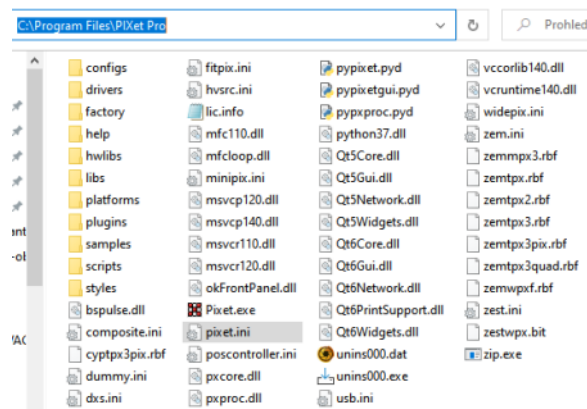 C:\Program Files\PIXet Pro
Prohled
configs
drivers
factory
help
hwlibs
libs
platforms
plugins
samples
scripts
styles
bspulse.dll
composite.ini
cyptpx3pix.rbf
dummy.ini
dxs.ini
fitpix.ini
hvsrc.ini
lic.info
mfc110.dll
mfcloop.dll
minipix.ini
msvcp120.dll
msvcp140.dll
msvcr110.dll
msvcr120.dll
okFrontPanel.dll
Pixet.exe
pixet.ini
poscontroller.ini
pxcore.dll
pxproc.dll
pypixet.pyd
pypixetgui.pyd
pypxproc.pyd
python37.dll
Qt5Core.dll
Qt5Gui.dll
Qt5Network.dll
Qt5Widgets.dll
Qt6Core.dll
Qt6Gui.dll
Qt6Network.dll
Qt6PrintSupport.dll
Qt6Widgets.dll
unins000.dat
unins000.exe
usb.ini
vccorlib140.dll
vcruntime140.dll
widepix.ini
zem.ini
zemmpx3.rbf
zemtpx.rbf
zemtpx2.rbf
zemtpx3.rbf
zemtpx3pix.rbf
zemtpx3quad.rbf
zemwpxf.rbf
zest.ini
zestwpx.bit
zip.exe
ant
-ol
/AC